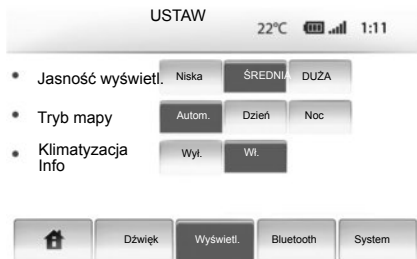 USTAW
22°C 1:11
Jasność wyświetl. Niska ŚREDNIA DUŻA
Tryb mapy Autom. Dzień Noc
Klimatyzacja
Info Wył. Wł.
Dźwięk Wyświetl. Bluetooth System